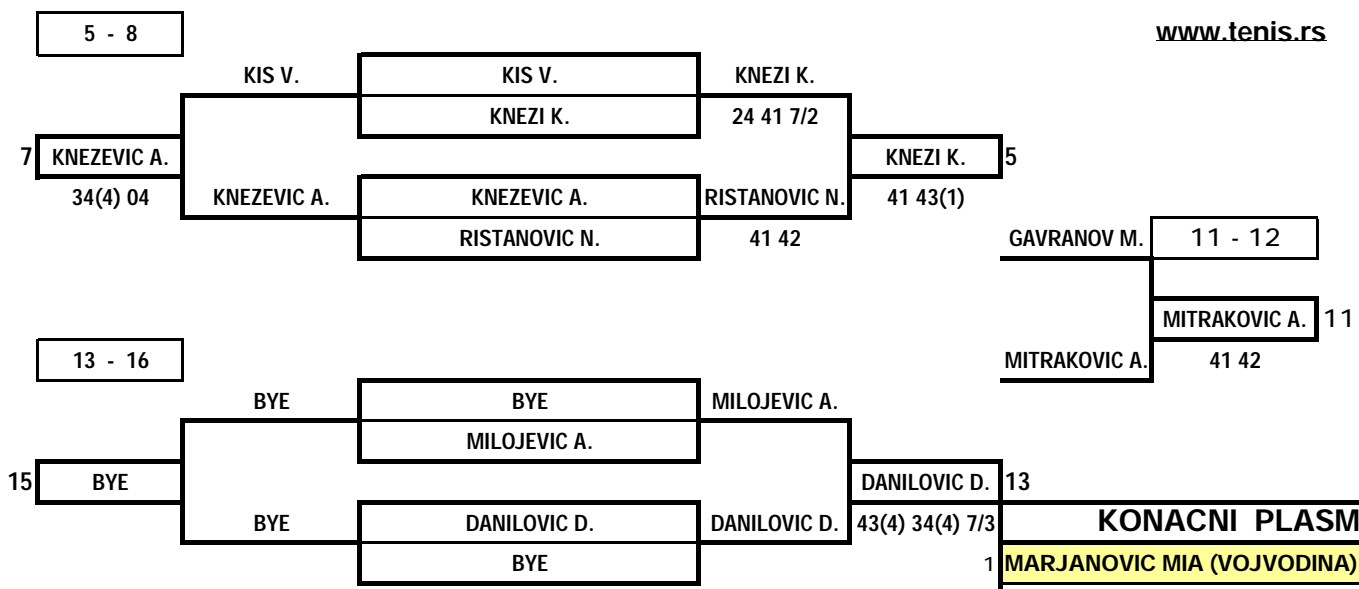 5 - 8
www.tenis.rs
KIS V. KIS V. KNEZI K.
KNEZI K. 24 41 7/2
7 KNEZEVIC A. KNEZI K. 5
34(4) 04 KNEZEVIC A. KNEZEVIC A. RISTANOVIC N. 41 43(1)
RISTANOVIC N. 41 42 GAVRANOV M. 11 - 12
MITRAKOVIC A. 11
13 - 16 MITRAKOVIC A. 41 42
BYE BYE MILOJEVIC A.
MILOJEVIC A.
15 BYE DANILOVIC D. 13
BYE DANILOVIC D. DANILOVIC D. 43(4) 34(4) 7/3 KONACNI PLASM
BYE 1 MARJANOVIC MIA (VOJVODINA)